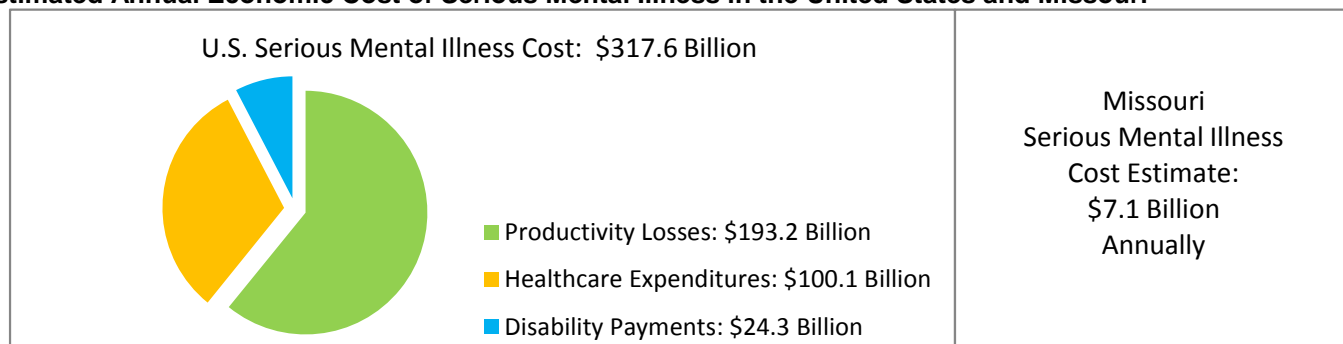 U.S. Serious Mental Illness Cost:  $317.6 Billion
Productivity Losses: $193.2 Billion
Healthcare Expenditures: $100.1 Billion
Disability Payments: $24.3 Billion
Missouri
Serious Mental Illness
Cost Estimate:
$7.1 Billion
Annually